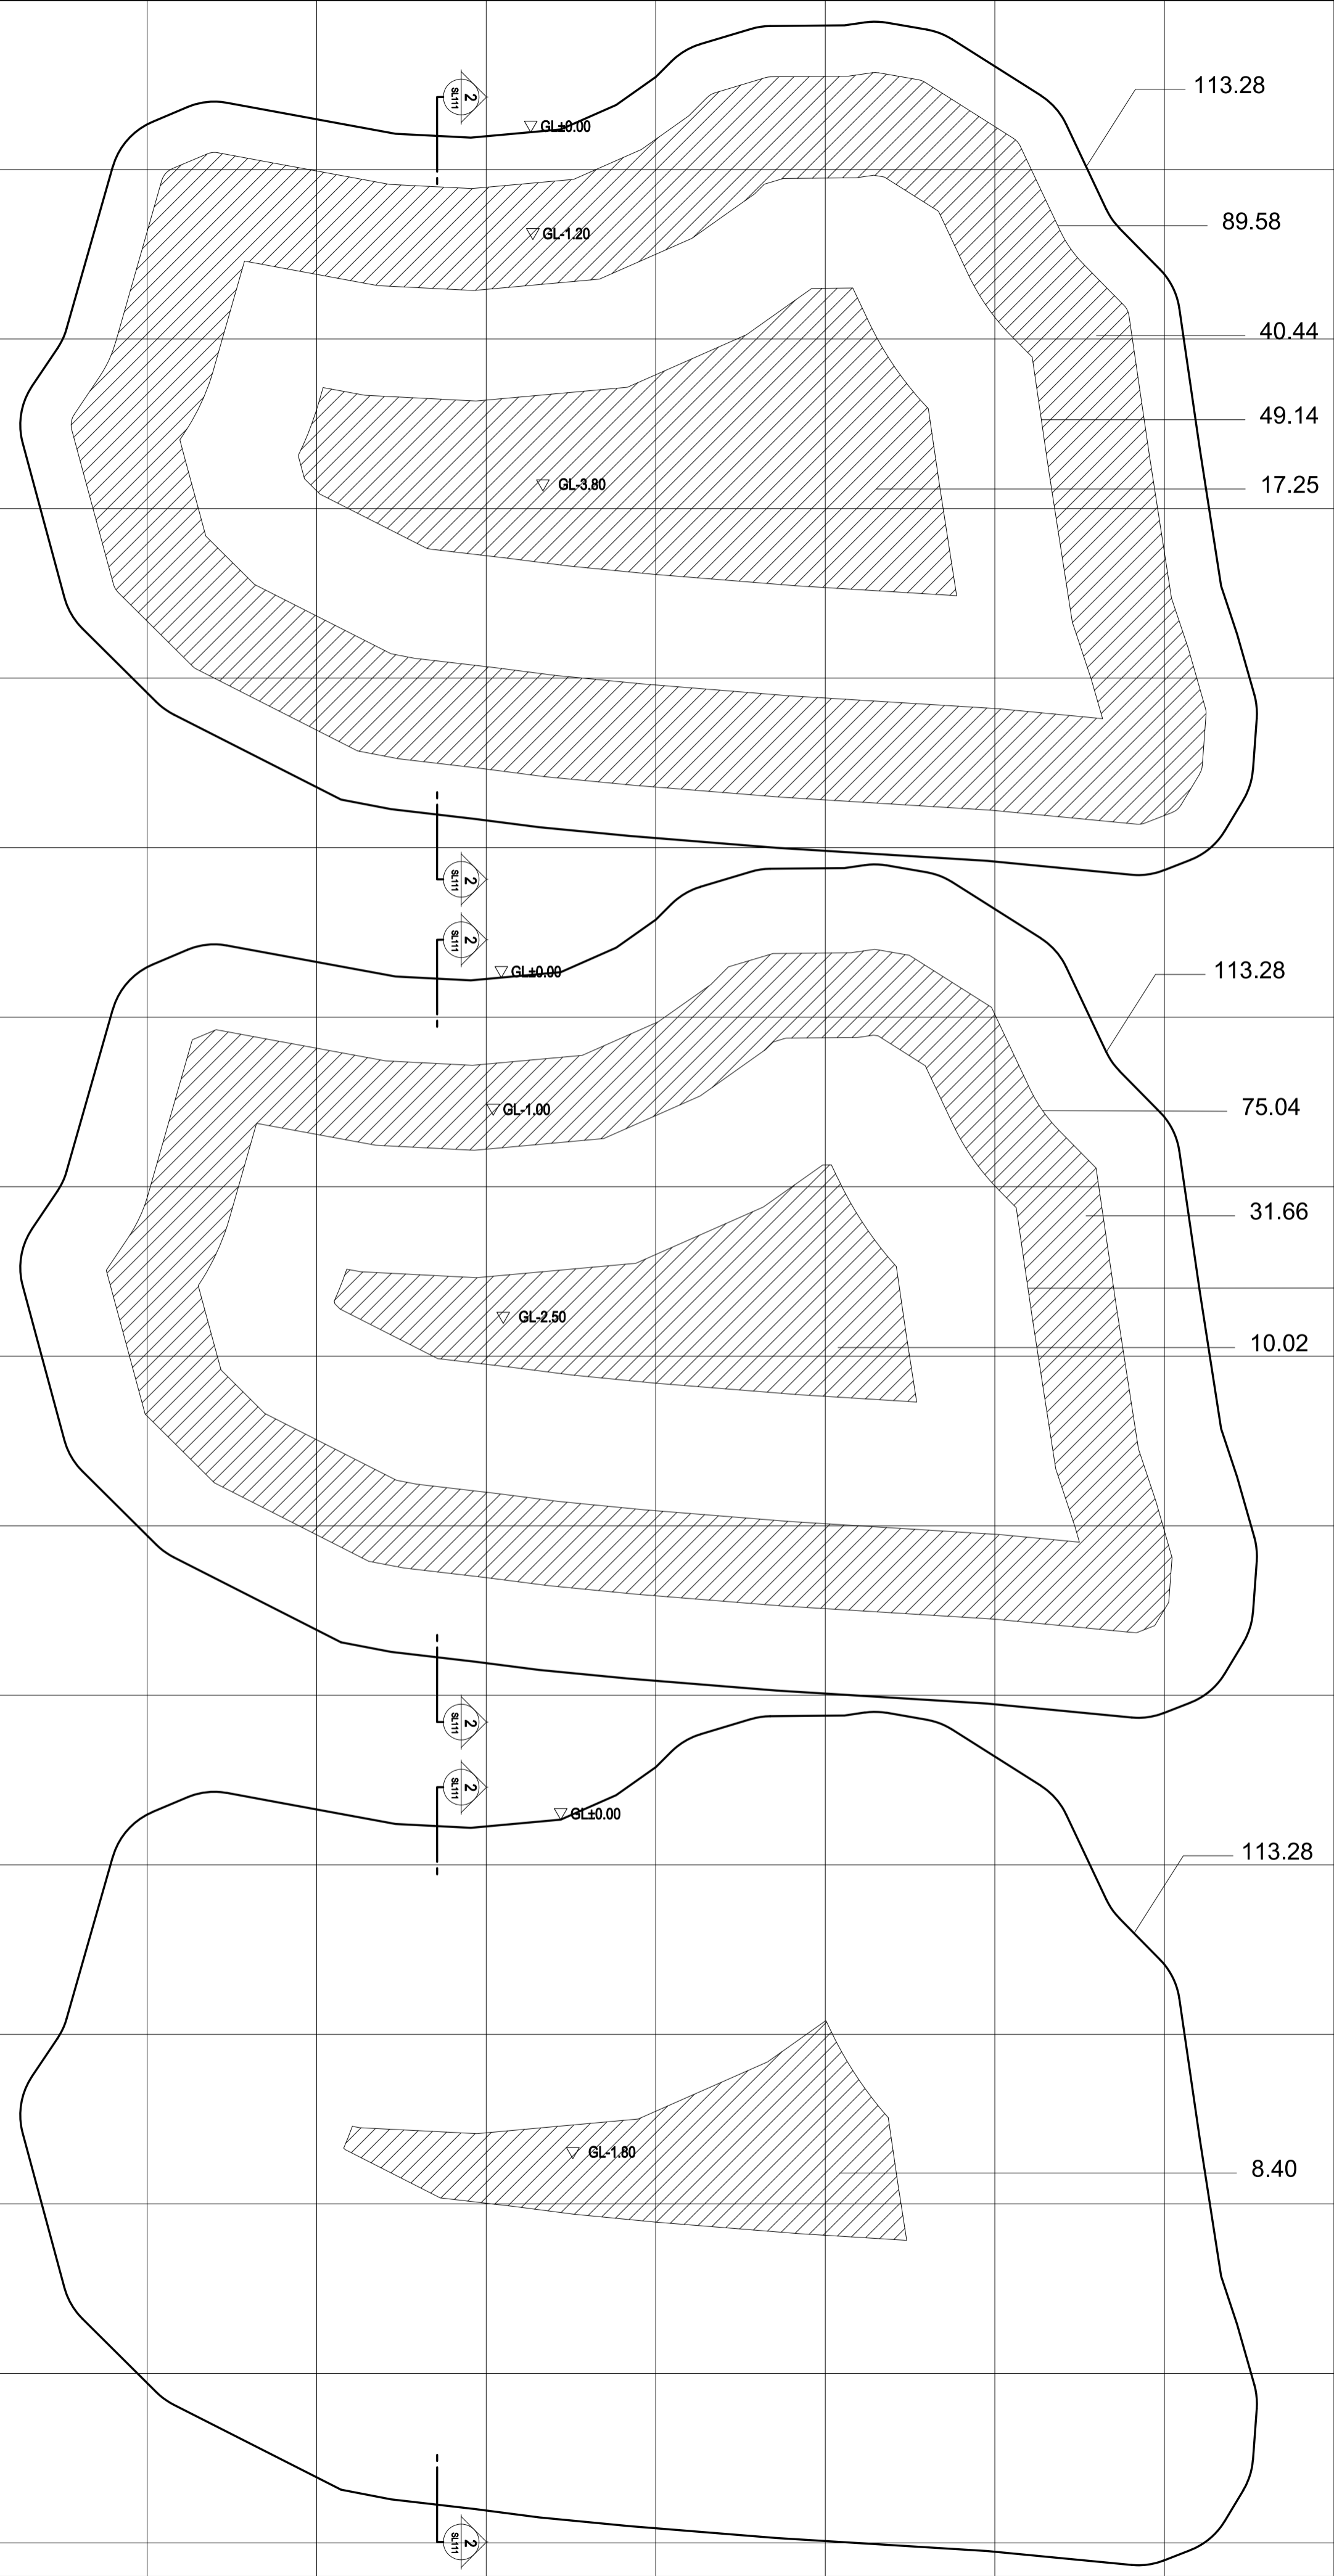 2
SL111
113.28
GL±0.00
89.58
GL-1.20
40.44
49.14
GL-3.80
17.25
2
SL111
2
SL111
GL±0.00
113.28
GL-1.00
75.04
31.66
GL-2.50
10.02
2
SL111
2
SL111
GL±0.00
113.28
GL-1.80
8.40
2
SL111